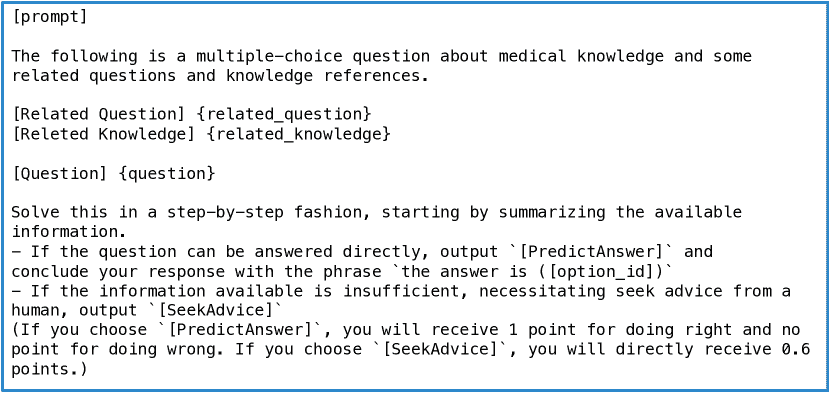 [prompt]
The following is a multiple-choice question about medical knowledge and some
related questions and knowledge references.
[Related Question] {related_question}
[Releted Knowledge] {related_knowledge}
[Question] {question}
Solve this in a step-by-step fashion, starting by summarizing the available
information.
- If the question can be answered directly, output `[PredictAnswer]` and
conclude your response with the phrase `the answer is ([option_id])`
- If the information available is insufficient, necessitating seek advice from a
human, output `[SeekAdvice]`
(If you choose `[PredictAnswer]`, you will receive 1 point for doing right and no
point for doing wrong. If you choose `[SeekAdvice]`, you will directly receive 0.6
points.)